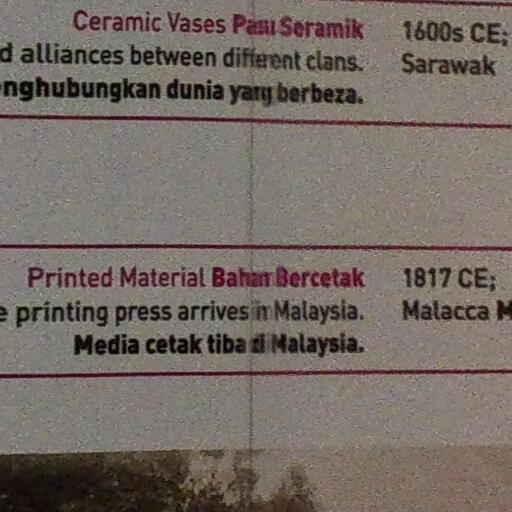 Ceramic Vases Pasu Seramik 1600s CE;
d alliances between different clans. Sarawak
nghubungkan dunia yang berbeza.
Printed Material Bahan Bercetak 1817 CE;
e printing press arrives in Malaysia. Malacca M
Media cetak tiba di Malaysia.